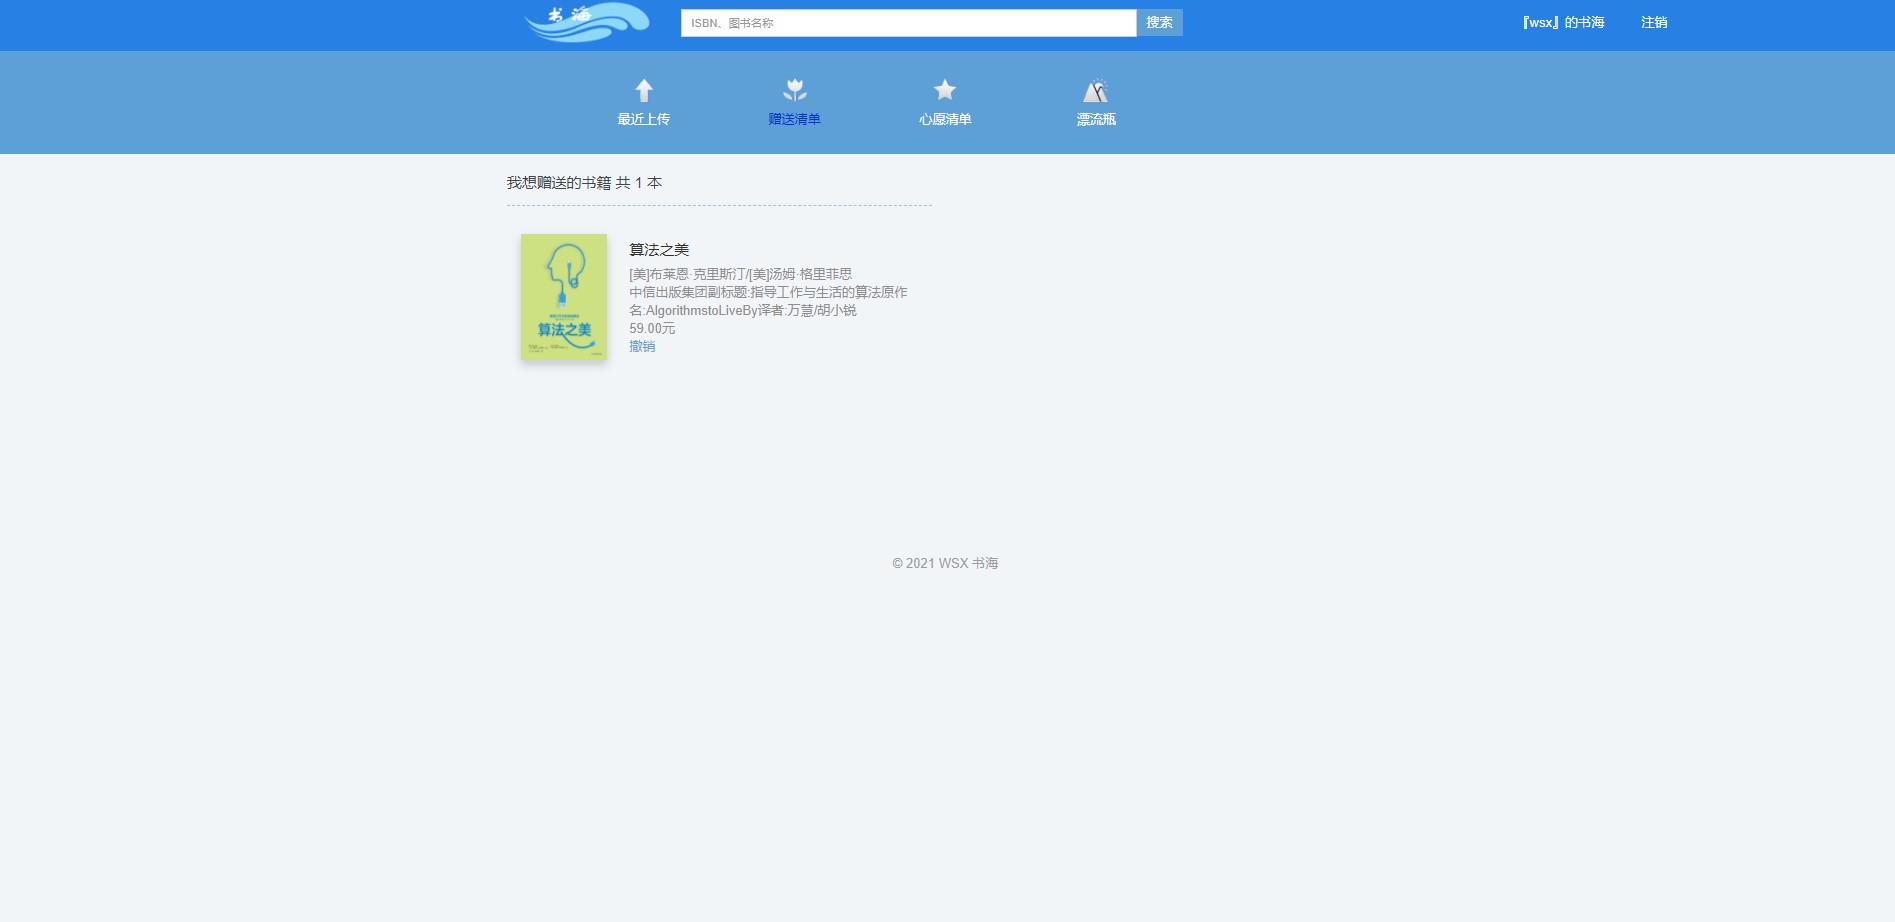 书海
ISBN、图书名称
搜索
『wsx』的书海
注销
最近上传
赠送清单
心愿清单
漂流瓶
我想赠送的书籍 共 1 本
算法之美
算法之美
[美]布莱恩·克里斯汀/[美]汤姆·格里菲思
中信出版集团副标题:指导工作与生活的算法原作
名:AlgorithmstoLiveBy译者:万慧/胡小锐
59.00元
撤销
© 2021 WSX 书海